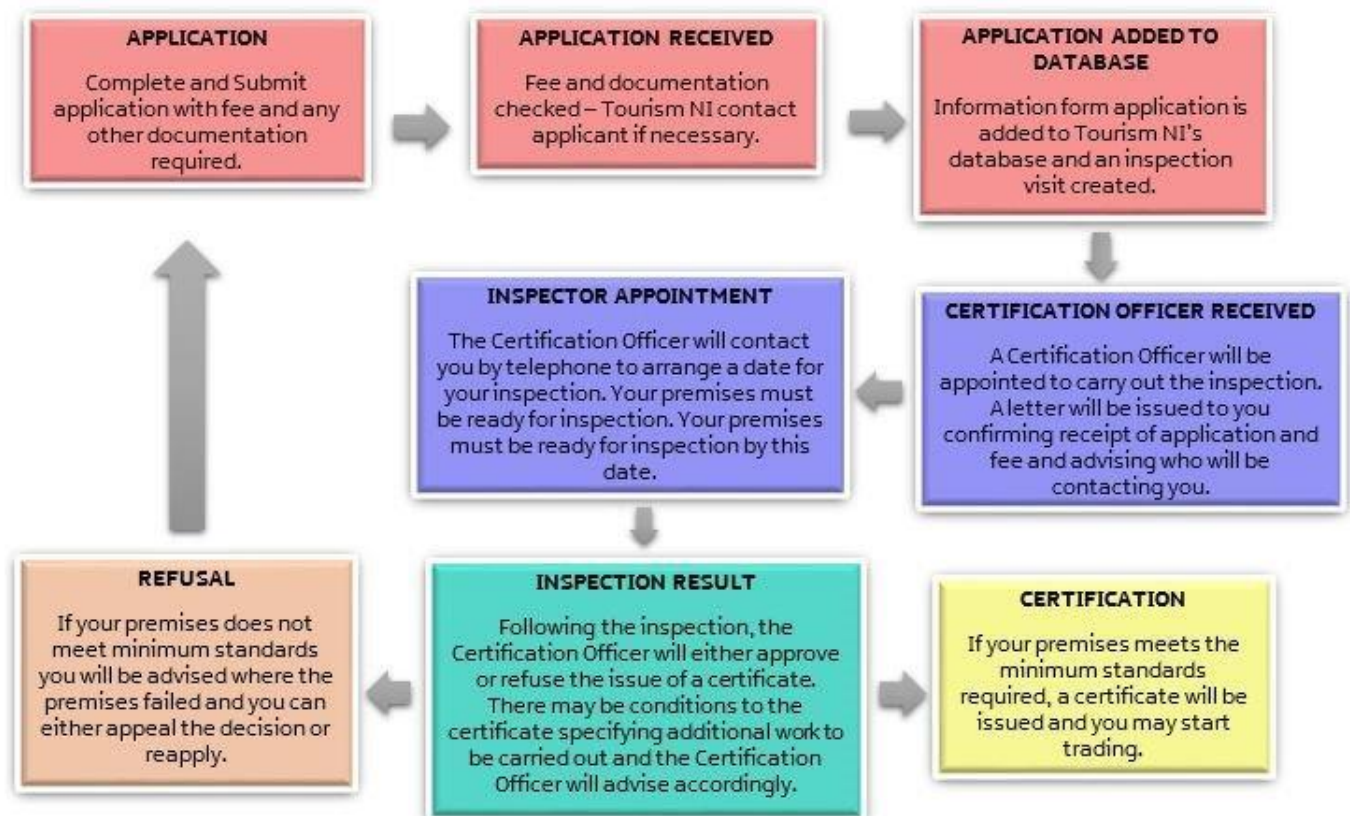 APPLICATION
Complete and Submit
application with fee and any
other documentation
required.
APPLICATION RECEIVED
Fee and documentation
checked – Tourism NI contact
applicant if necessary.
APPLICATION ADDED TO
DATABASE
Information form application is
added to Tourism NI's
database and an inspection
visit created.
CERTIFICATION OFFICER RECEIVED
A Certification Officer will be
appointed to carry out the inspection.
A letter will be issued to you
confirming receipt of application and
fee and advising who will be
contacting you.
INSPECTOR APPOINTMENT
The Certification Officer will contact
you by telephone to arrange a date for
your inspection. Your premises must
be ready for inspection. Your premises
must be ready for inspection by this
date.
INSPECTION RESULT
Following the inspection, the
Certification Officer will either approve
or refuse the issue of a certificate.
There may be conditions to the
certificate specifying additional work to
be carried out and the Certification
Officer will advise accordingly.
REFUSAL
If your premises does not
meet minimum standards
you will be advised where the
premises failed and you can
either appeal the decision or
reapply.
CERTIFICATION
If your premises meets the
minimum standards
required, a certificate will be
issued and you may start
trading.